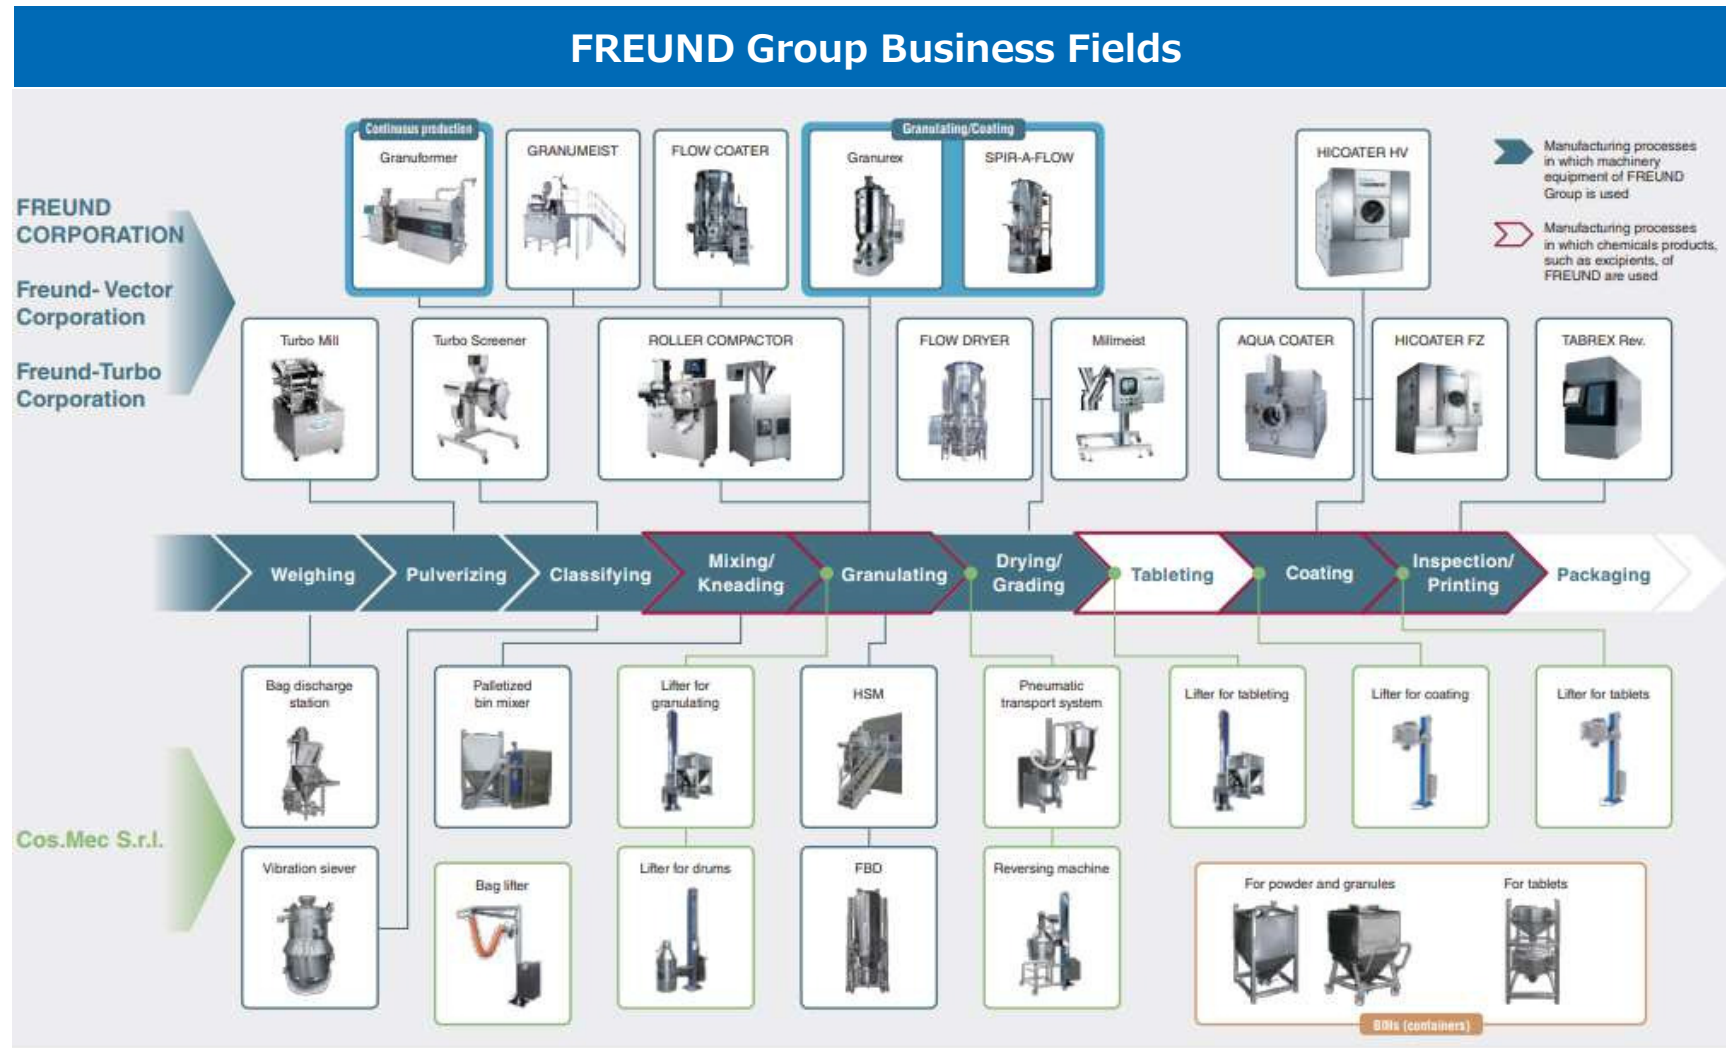 FREUND Group Business Fields
Continuous production
Granuformer
GRANUMEIST
FLOW COATER
Granulating/Coating
Granurex
SPIR-A-FLOW
HICOATER HV
Manufacturing processes
in which machinery
equipment of FREUND
Group is used
Manufacturing processes
in which chemicals products,
such as excipients, of
FREUND are used
FREUND
CORPORATION
Freund- Vector
Corporation
Freund-Turbo
Corporation
Turbo Mill
Turbo Screener
ROLLER COMPACTOR
FLOW DRYER
Millmeist
AQUA COATER
HICOATER FZ
TABREX Rev.
Weighing
Pulverizing
Classifying
Mixing/
Kneading
Granulating
Drying/
Grading
Tableting
Coating
Inspection/
Printing
Packaging
Cos.Mec S.r.l.
Bag discharge
station
Palletized
bin mixer
Lifter for
granulating
HSM
Pneumatic
transport system
Lifter for tableting
Lifter for coating
Lifter for tablets
Vibration siever
Bag lifter
Lifter for drums
FBD
Reversing machine
For powder and granules
For tablets
BINs (containers)